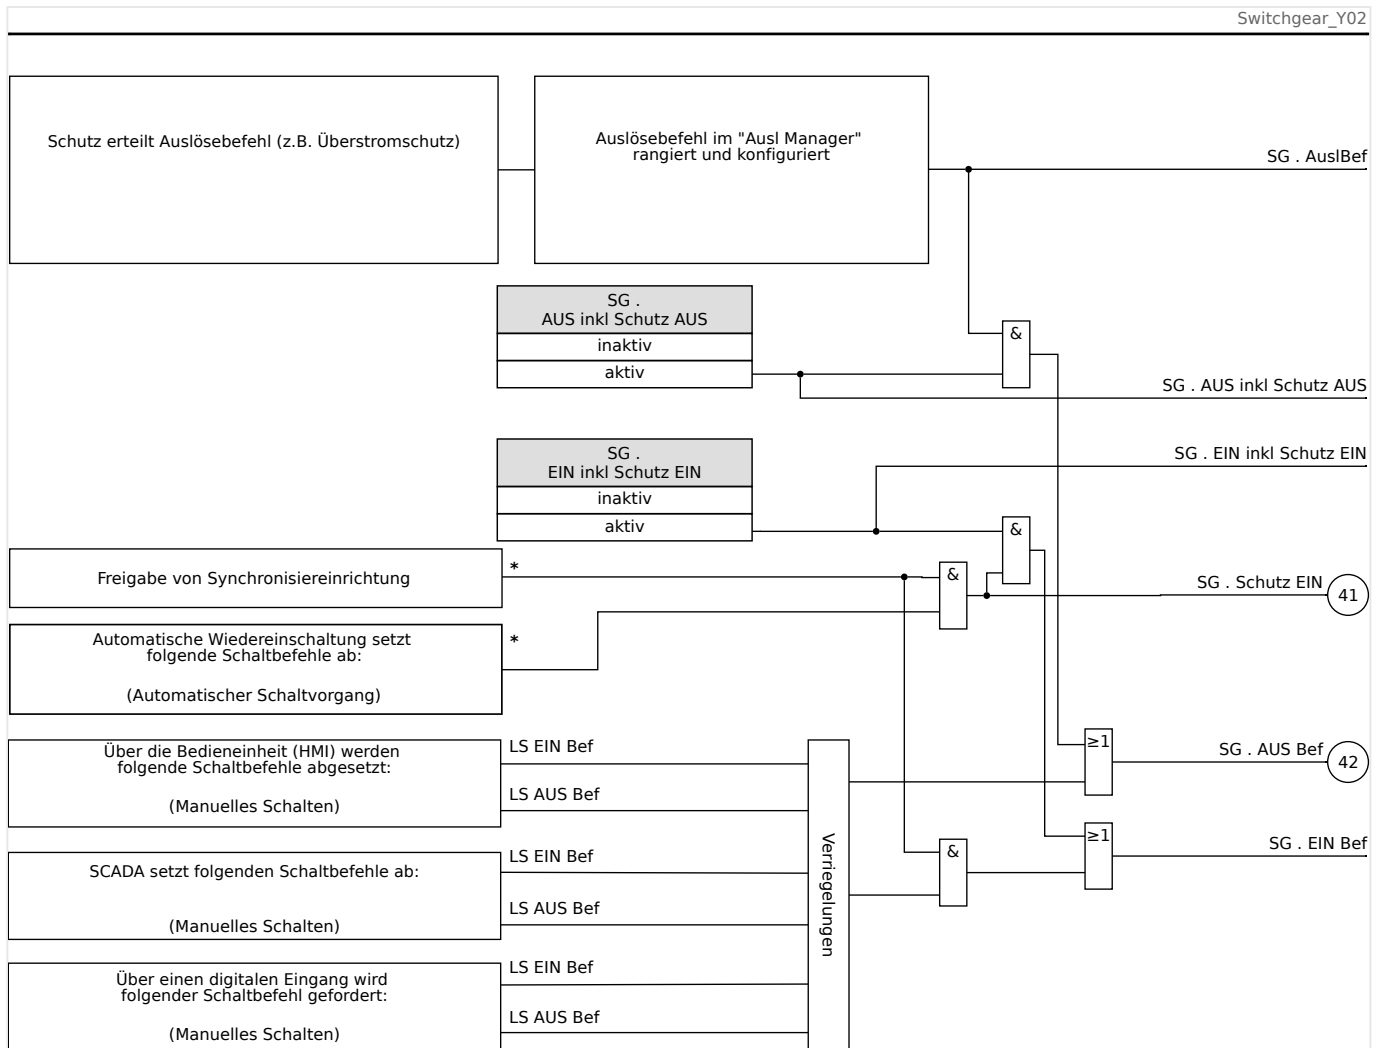 Switchgear_Y02
Schutz erteilt Auslösebefehl (z.B. Überstromschutz)
Auslösebefehl im "Ausl Manager"
rangiert und konfiguriert
SG . AuslBef
SG .
AUS inkl Schutz AUS
inaktiv
aktiv
&
SG . AUS inkl Schutz AUS
SG .
EIN inkl Schutz EIN
inaktiv
aktiv
SG . EIN inkl Schutz EIN
&
Freigabe von Synchronisiereinrichtung
*
&
SG . Schutz EIN
41
Automatische Wiedereinschaltung setzt
folgende Schaltbefehle ab:
(Automatischer Schaltvorgang)
*
Über die Bedieneinheit (HMI) werden
folgende Schaltbefehle abgesetzt:
(Manuelles Schalten)
LS EIN Bef
LS AUS Bef
≥1
SG . AUS Bef
42
SCADA setzt folgenden Schaltbefehle ab:
(Manuelles Schalten)
LS EIN Bef
LS AUS Bef
Verriegelungen
&
≥1
SG . EIN Bef
Über einen digitalen Eingang wird
folgender Schaltbefehl gefordert:
(Manuelles Schalten)
LS EIN Bef
LS AUS Bef